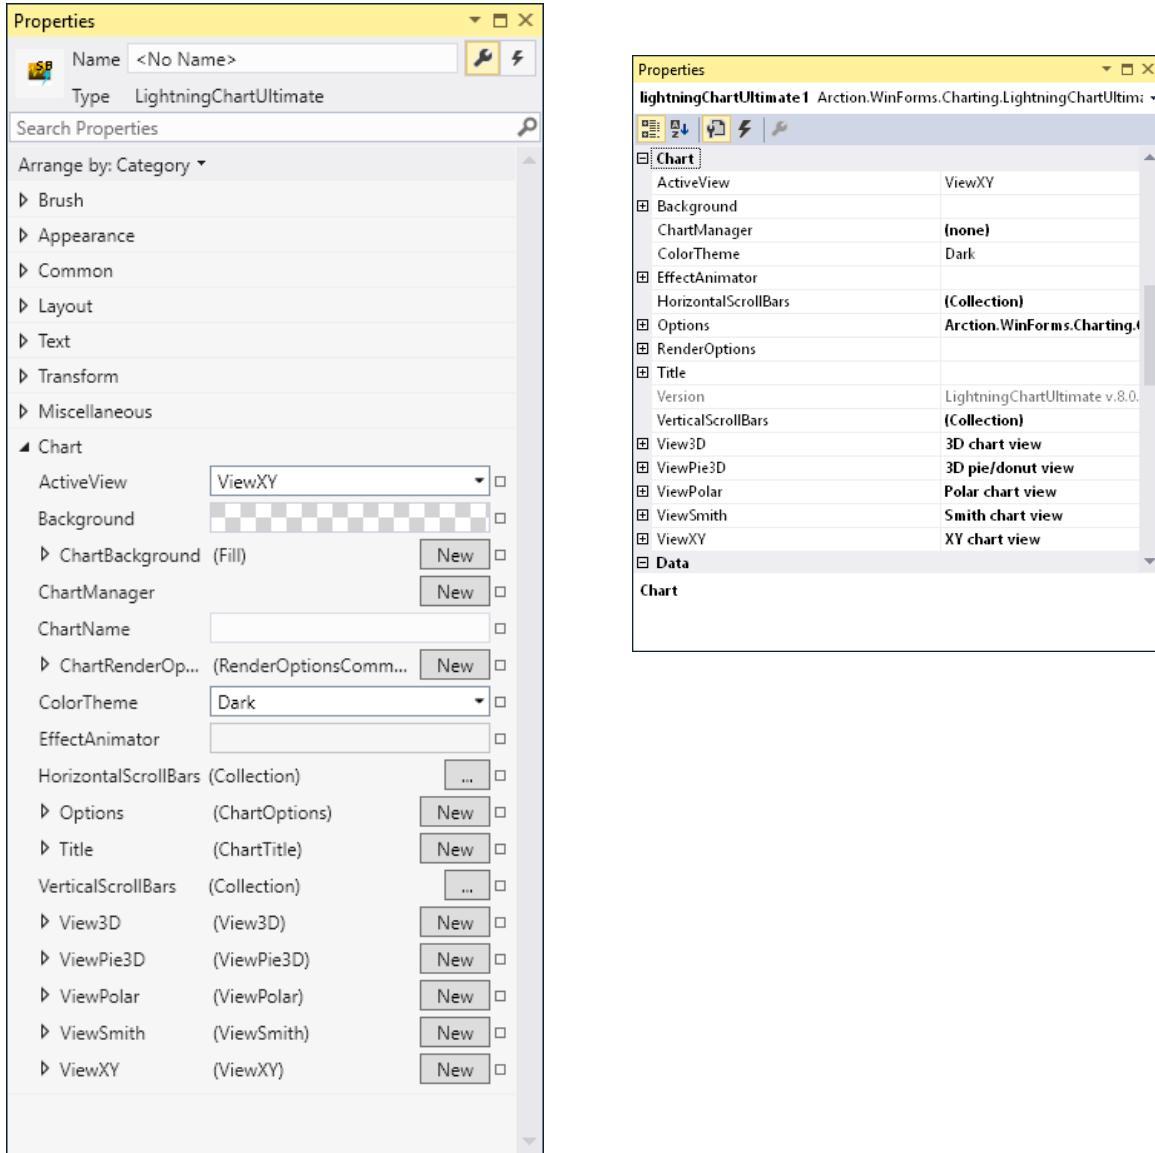 Properties
SB
Name <No Name>
Type LightningChartUltimate
Search Properties
Arrange by: Category
Brush
Appearance
Common
Layout
Text
Transform
Miscellaneous
Chart
ActiveView ViewXY
Background
ChartBackground (Fill) New
ChartManager New
ChartName
ChartRenderOp... (RenderOptionsComm... New
ColorTheme Dark
EffectAnimator
HorizontalScrollBars (Collection) ...
Options (ChartOptions) New
Title (ChartTitle) New
VerticalScrollBars (Collection) ...
View3D (View3D) New
ViewPie3D (ViewPie3D) New
ViewPolar (ViewPolar) New
ViewSmith (ViewSmith) New
ViewXY (ViewXY) New
Properties
lightningChartUltimate1 Arction.WinForms.Charting.LightningChartUltima
Chart
ActiveView ViewXY
Background
ChartManager (none)
ColorTheme Dark
EffectAnimator
HorizontalScrollBars (Collection)
Options Arction.WinForms.Charting.
RenderOptions
Title
Version LightningChartUltimate v.8.0.
VerticalScrollBars (Collection)
View3D 3D chart view
ViewPie3D 3D pie/donut view
ViewPolar Polar chart view
ViewSmith Smith chart view
ViewXY XY chart view
Data
Chart